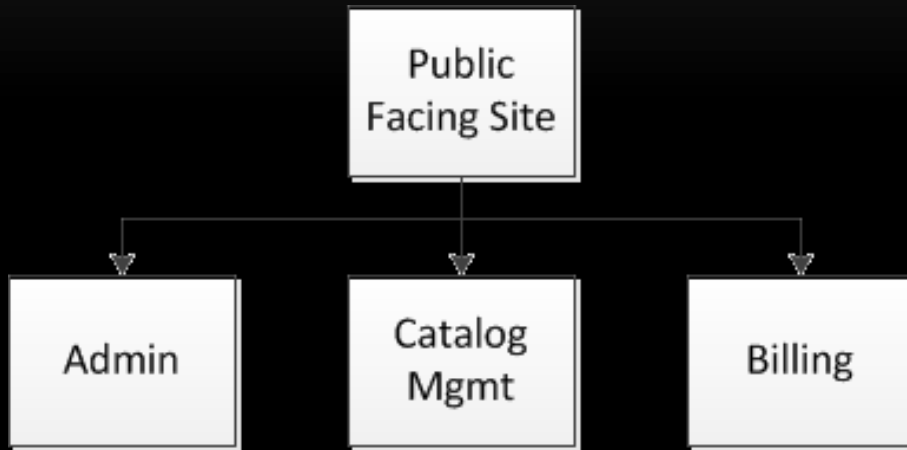 Public
Facing Site
Admin
Catalog
Mgmt
Billing